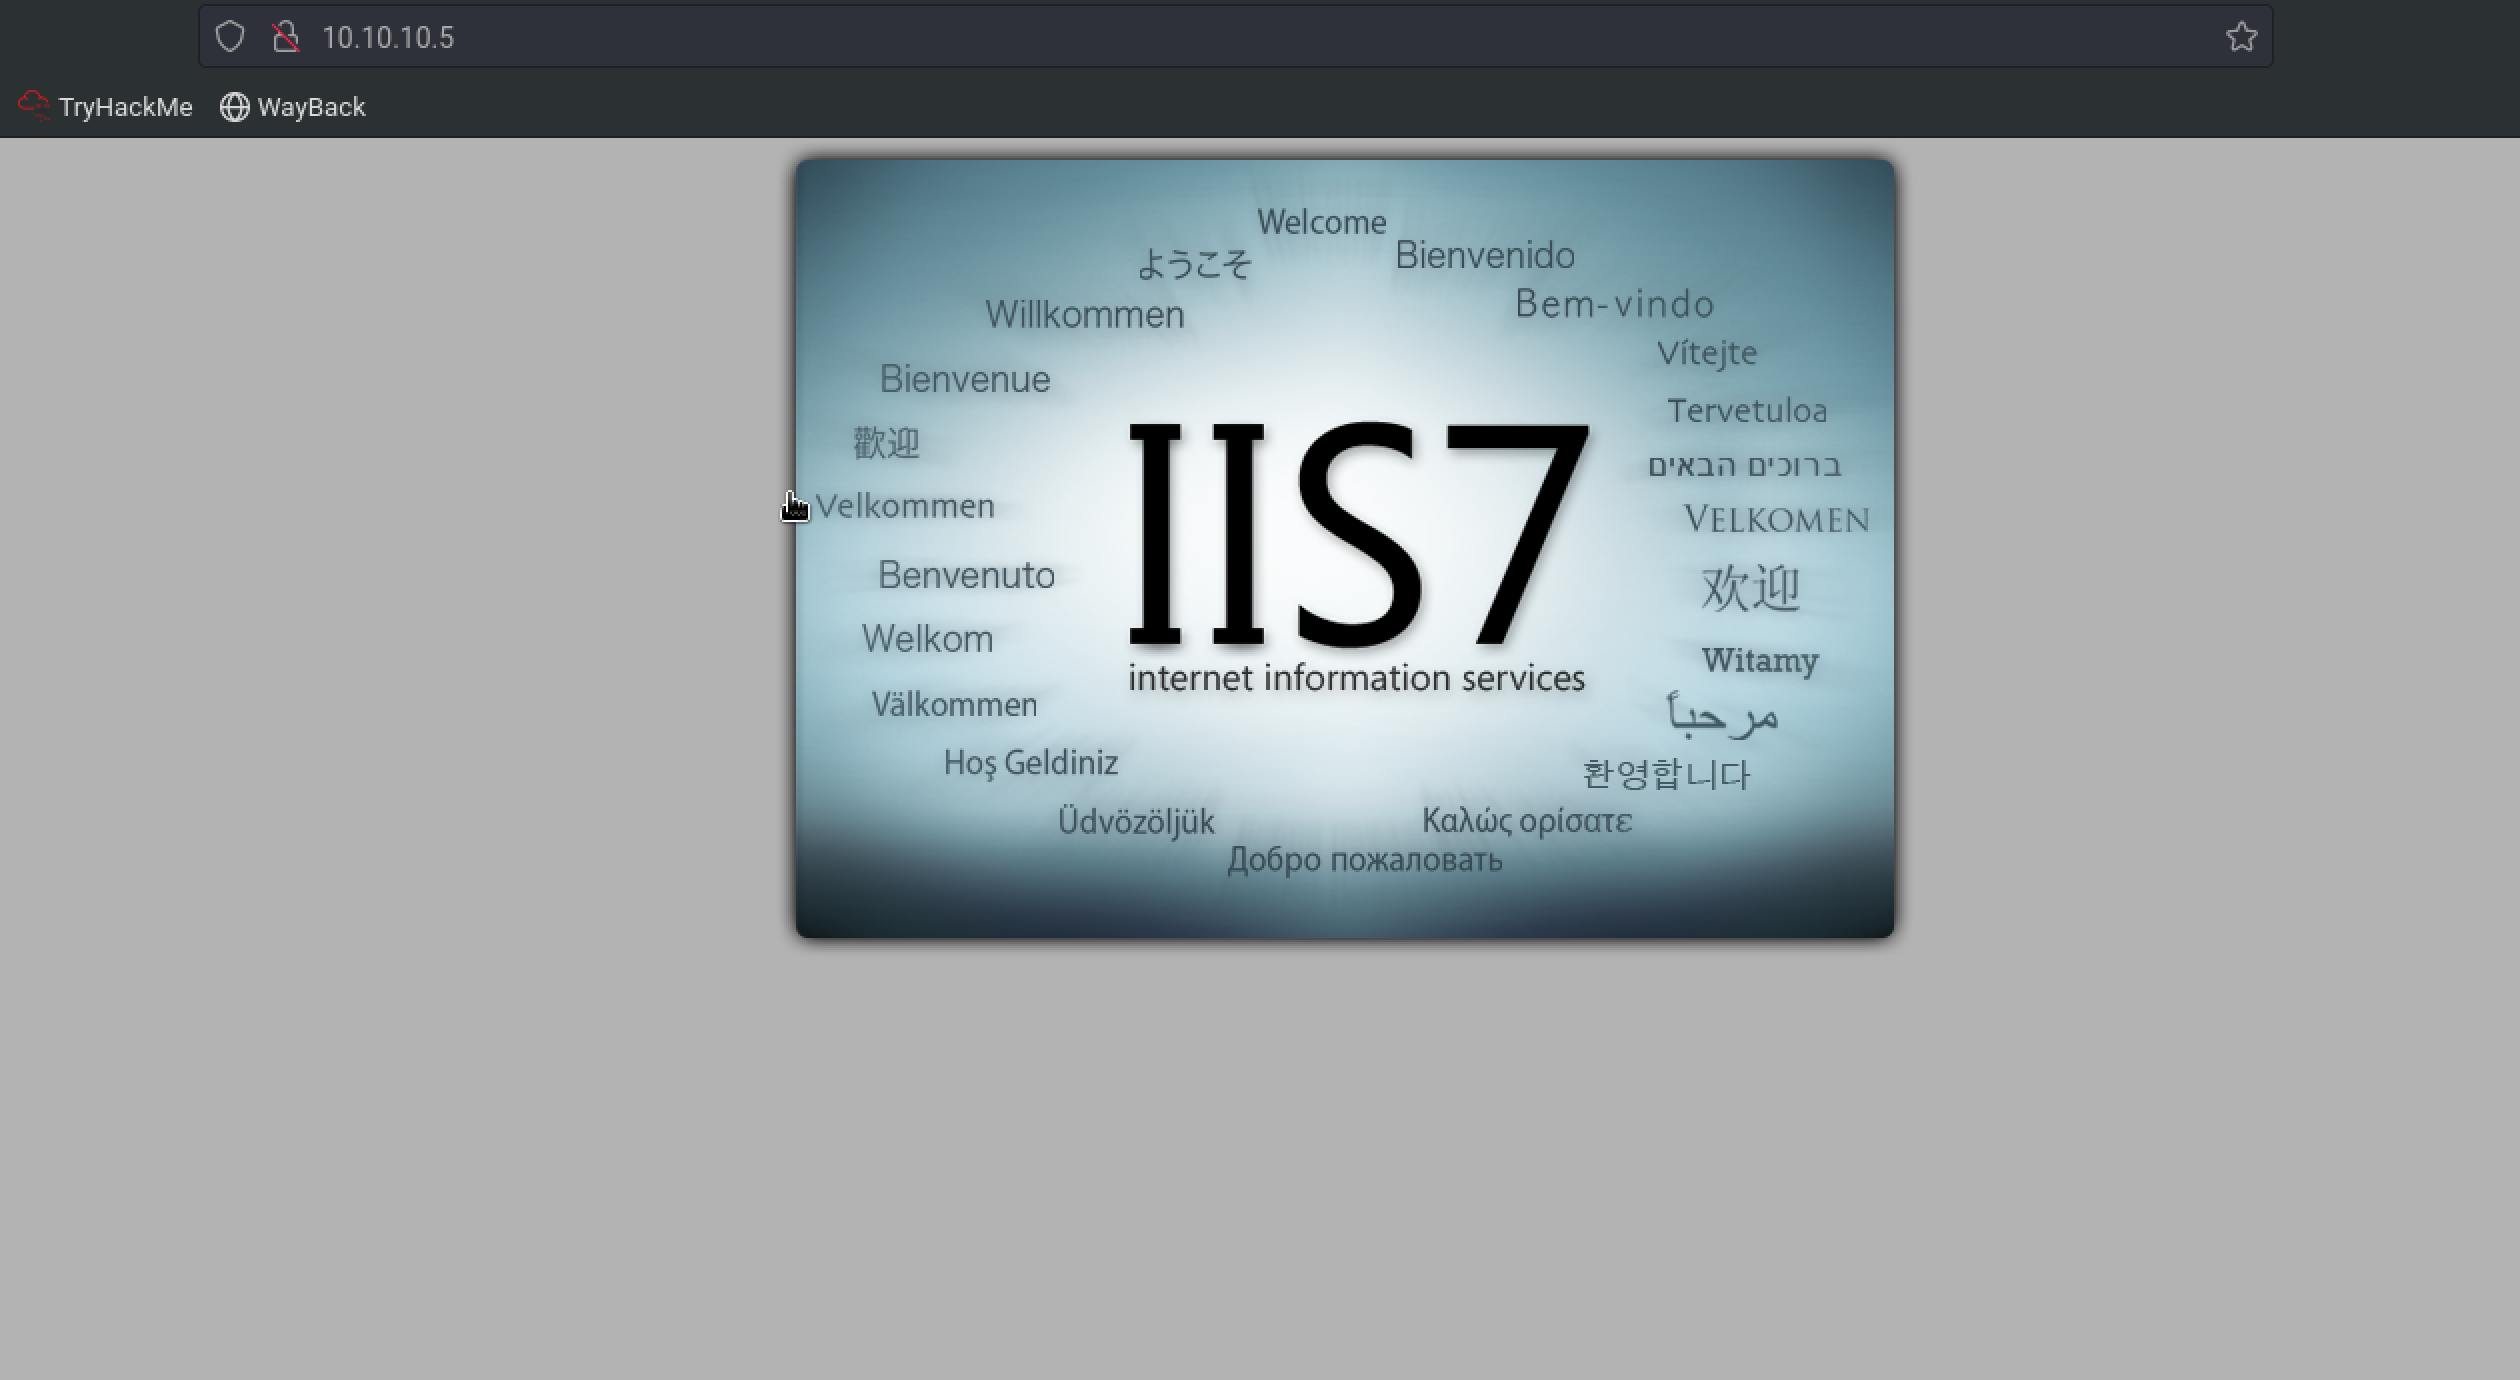 10.10.10.5
TryHackMe WayBack
Welcome
ようこそ
Bienvenido
Willkommen
Bem-vindo
Vítejte
Bienvenue
Tervetuloa
歡迎
ברוכים הבאים
Velkommen
VELKOMEN
IIS7
Benvenuto
欢迎
Welkom
Witamy
internet information services
Välkommen
مرحباً
Hoş Geldiniz
환영합니다
Üdvözöljük
Καλώς ορίσατε
Добро пожаловать